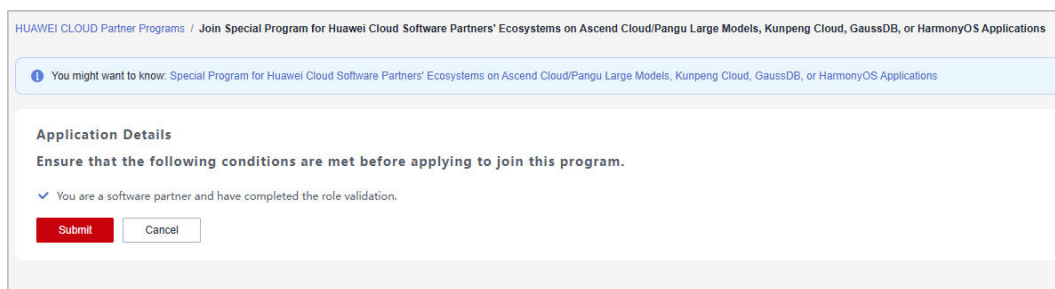 HUAWEI CLOUD Partner Programs / Join Special Program for Huawei Cloud Software Partners' Ecosystems on Ascend Cloud/Pangu Large Models, Kunpeng Cloud, GaussDB, or HarmonyOS Applications
You might want to know: Special Program for Huawei Cloud Software Partners' Ecosystems on Ascend Cloud/Pangu Large Models, Kunpeng Cloud, GaussDB, or HarmonyOS Applications
Application Details
Ensure that the following conditions are met before applying to join this program.
You are a software partner and have completed the role validation.
Submit Cancel